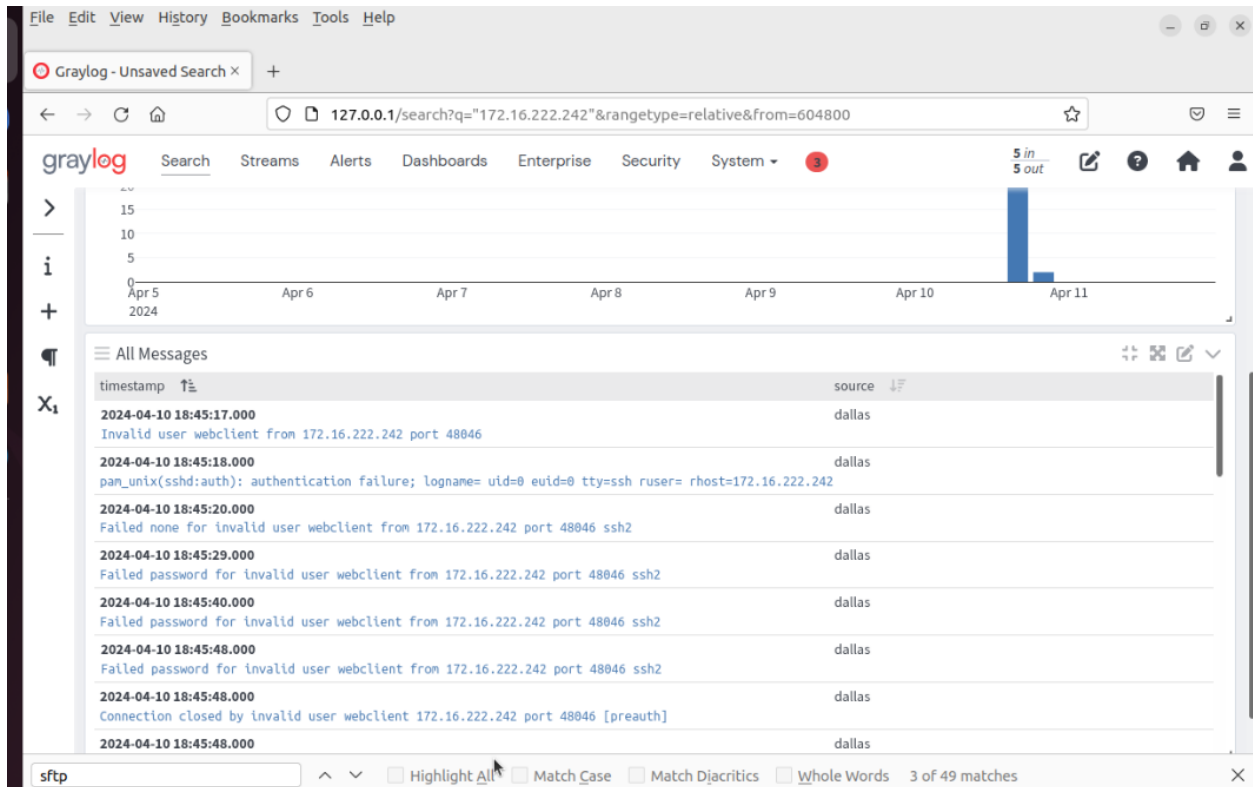 File Edit View History Bookmarks Tools Help
Graylog - Unsaved Search × +
127.0.0.1/search?q="172.16.222.242"&rangetype=relative&from=604800
graylog Search Streams Alerts Dashboards Enterprise Security System 3 5 in
5 out
20
15
10
5
0
Apr 5 Apr 6 Apr 7 Apr 8 Apr 9 Apr 10 Apr 11
2024
All Messages
timestamp source
2024-04-10 18:45:17.000 dallas
Invalid user webclient from 172.16.222.242 port 48046
2024-04-10 18:45:18.000 dallas
pam_unix(sshd:auth): authentication failure; logname= uid=0 euid=0 tty=ssh ruser= rhost=172.16.222.242
2024-04-10 18:45:20.000 dallas
Failed none for invalid user webclient from 172.16.222.242 port 48046 ssh2
2024-04-10 18:45:29.000 dallas
Failed password for invalid user webclient from 172.16.222.242 port 48046 ssh2
2024-04-10 18:45:40.000 dallas
Failed password for invalid user webclient from 172.16.222.242 port 48046 ssh2
2024-04-10 18:45:48.000 dallas
Failed password for invalid user webclient from 172.16.222.242 port 48046 ssh2
2024-04-10 18:45:48.000 dallas
Connection closed by invalid user webclient 172.16.222.242 port 48046 [preauth]
2024-04-10 18:45:48.000 dallas
sftp Highlight All Match Case Match Diacritics Whole Words 3 of 49 matches